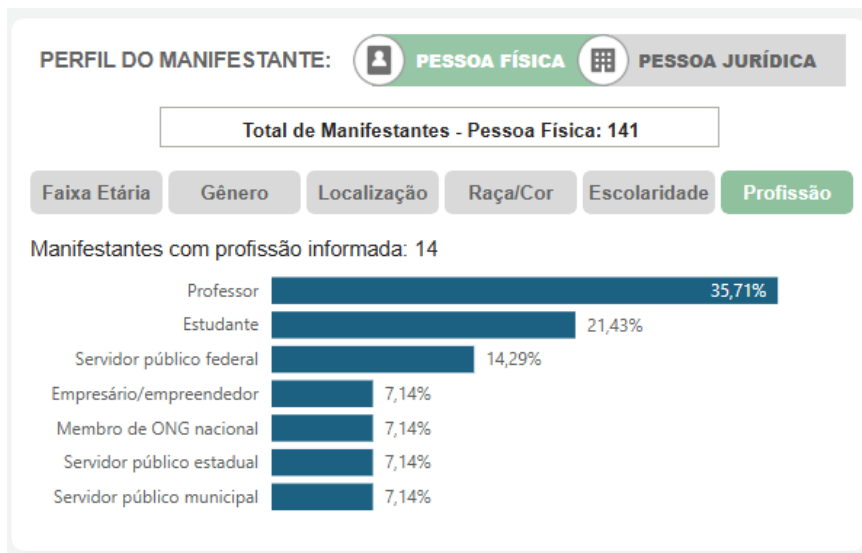 PERFIL DO MANIFESTANTE: PESSOA FÍSICA PESSOA JURÍDICA
Total de Manifestantes - Pessoa Física: 141
Faixa Etária Gênero Localização Raça/Cor Escolaridade Profissão
Manifestantes com profissão informada: 14
Professor 35,71%
Estudante 21,43%
Servidor público federal 14,29%
Empresário/empreendedor 7,14%
Membro de ONG nacional 7,14%
Servidor público estadual 7,14%
Servidor público municipal 7,14%